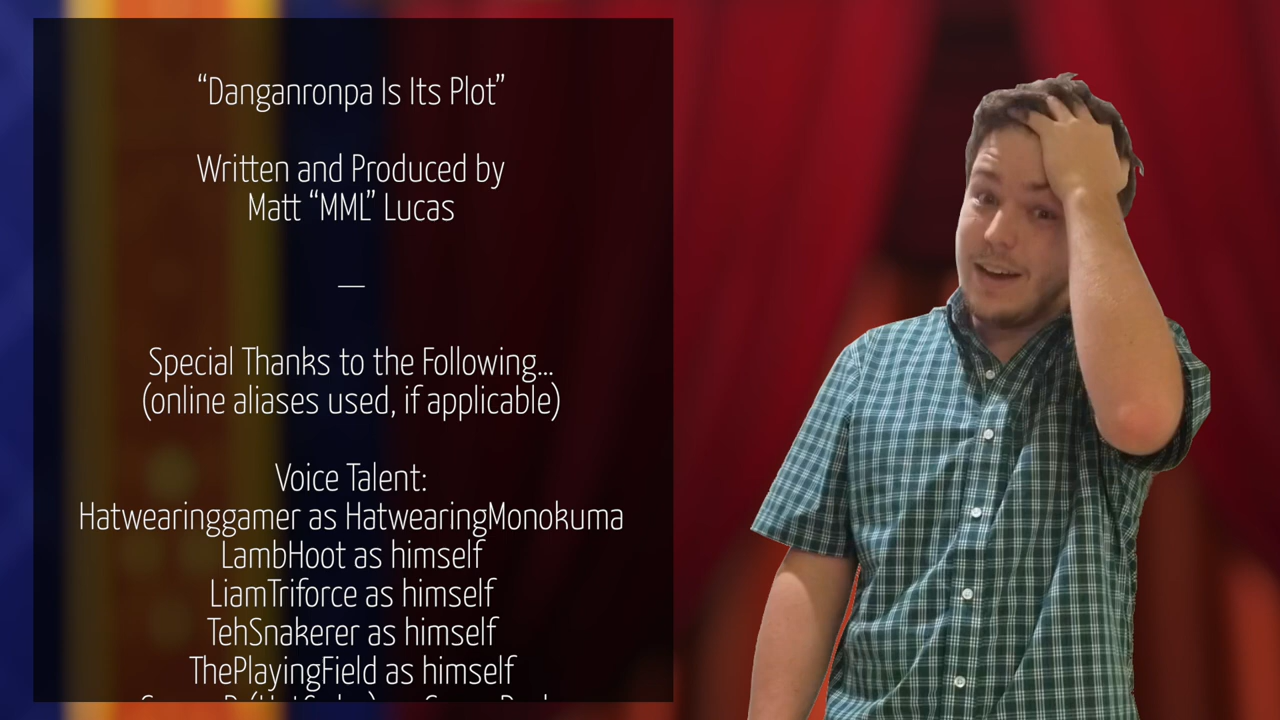 “Danganronpa Is Its Plot”
Written and Produced by
Matt “MML” Lucas
—
Special Thanks to the Following...
(online aliases used, if applicable)
Voice Talent:
Hatwearinggamer as HatwearingMonokuma
LambHoot as himself
LiamTriforce as himself
TehSnakerer as himself
ThePlayingField as himself